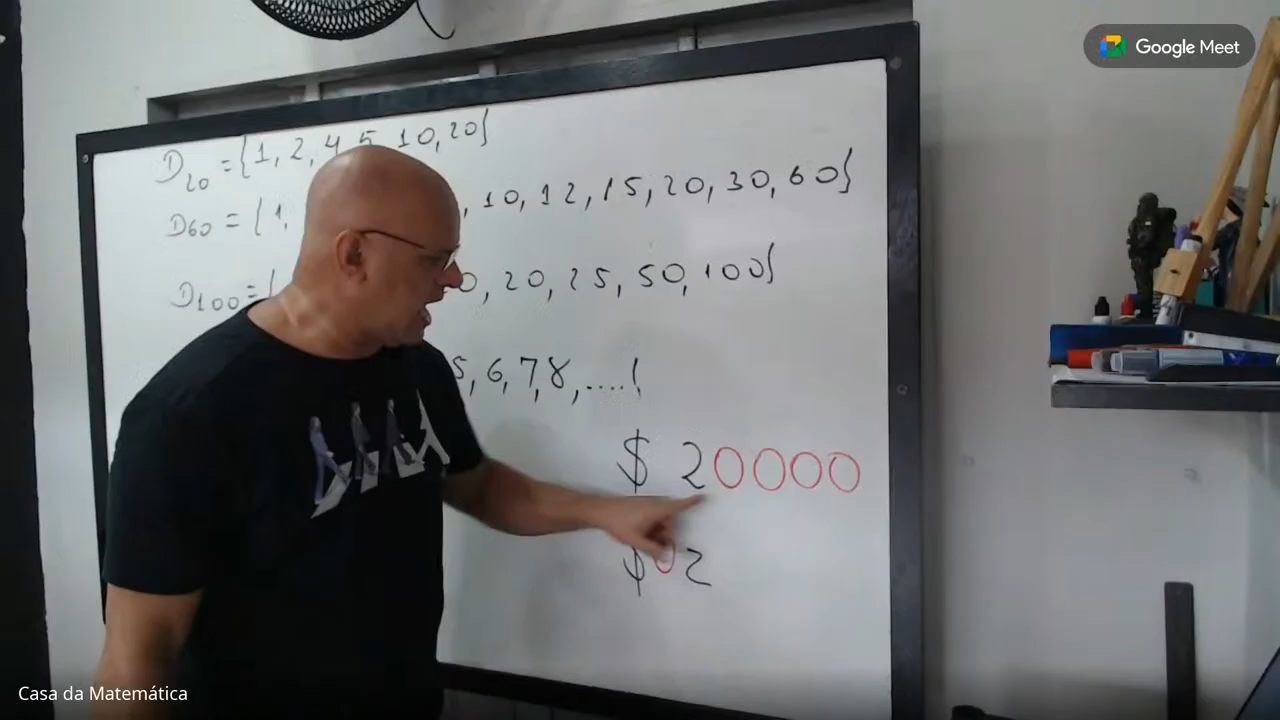 Google Meet
D20 = {1, 2, 4, 5, 10, 20}
D60 = {1, , 10, 12, 15, 20, 30, 60}
D100 = { 0, 20, 25, 50, 100}
5, 6, 7, 8, ....}
$ 20000
$ 02
Casa da Matemática